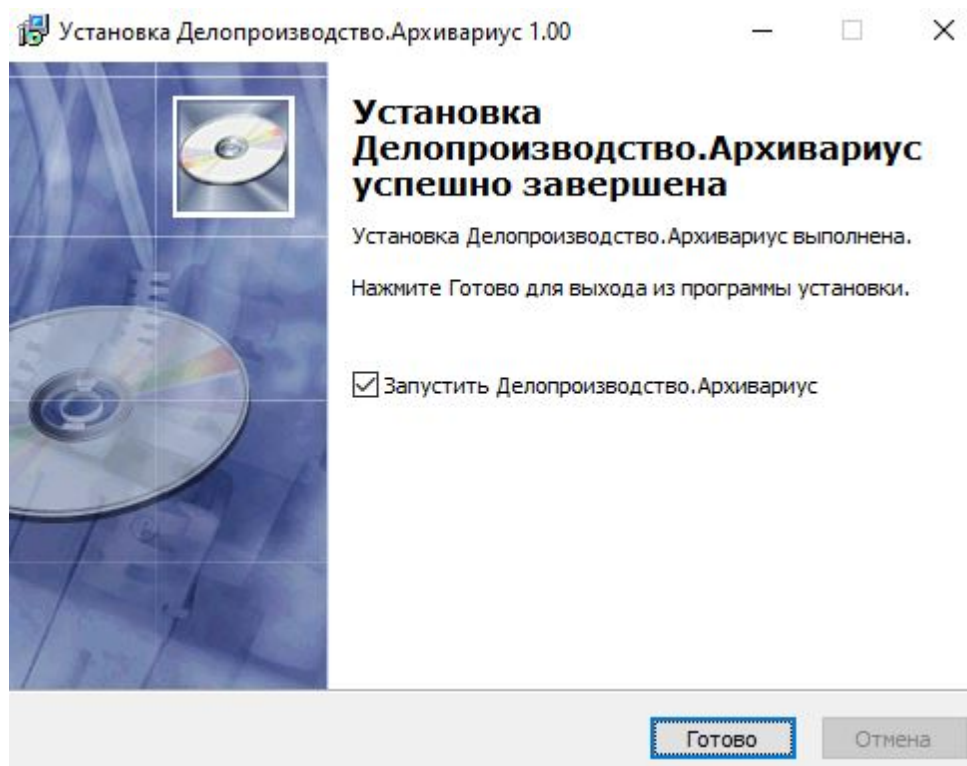 Установка Делопроизводство.Архивариус 1.00
Установка
Делопроизводство.Архивариус
успешно завершена
Установка Делопроизводство.Архивариус выполнена.
Нажмите Готово для выхода из программы установки.
Запустить Делопроизводство.Архивариус
Готово
Отмена